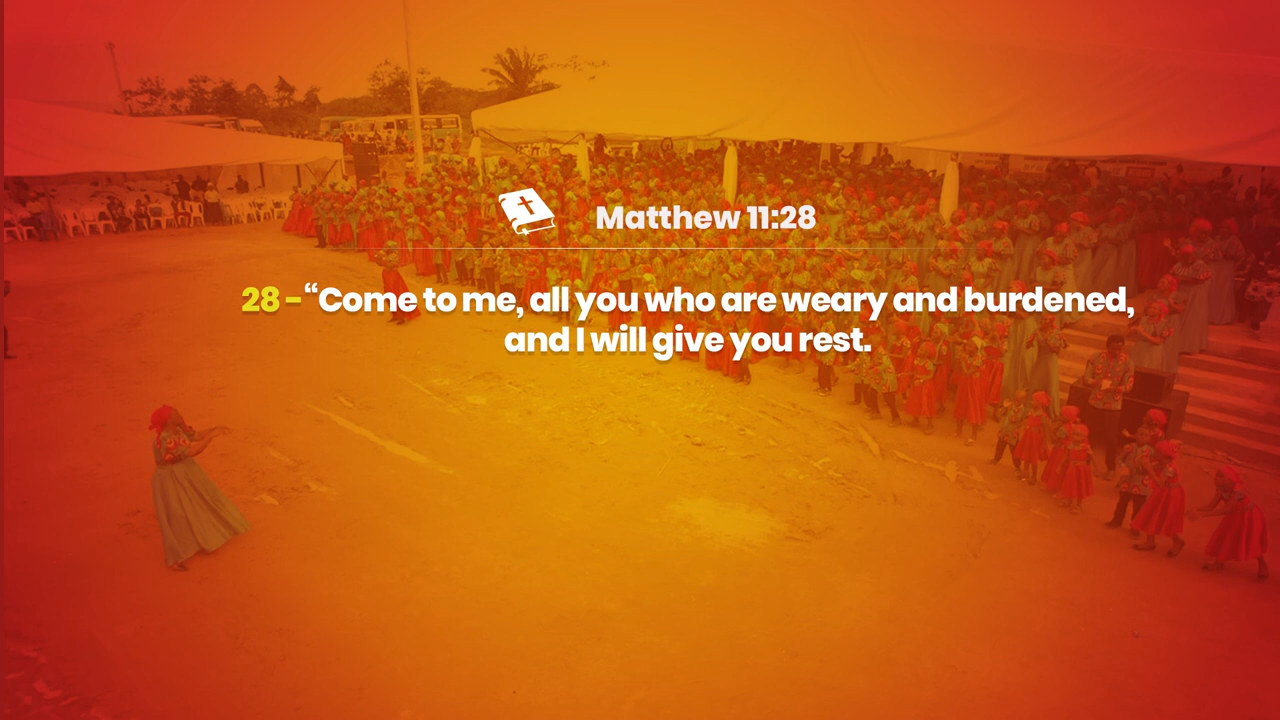 Matthew 11:28
28 - “Come to me, all you who are weary and burdened,
and I will give you rest.